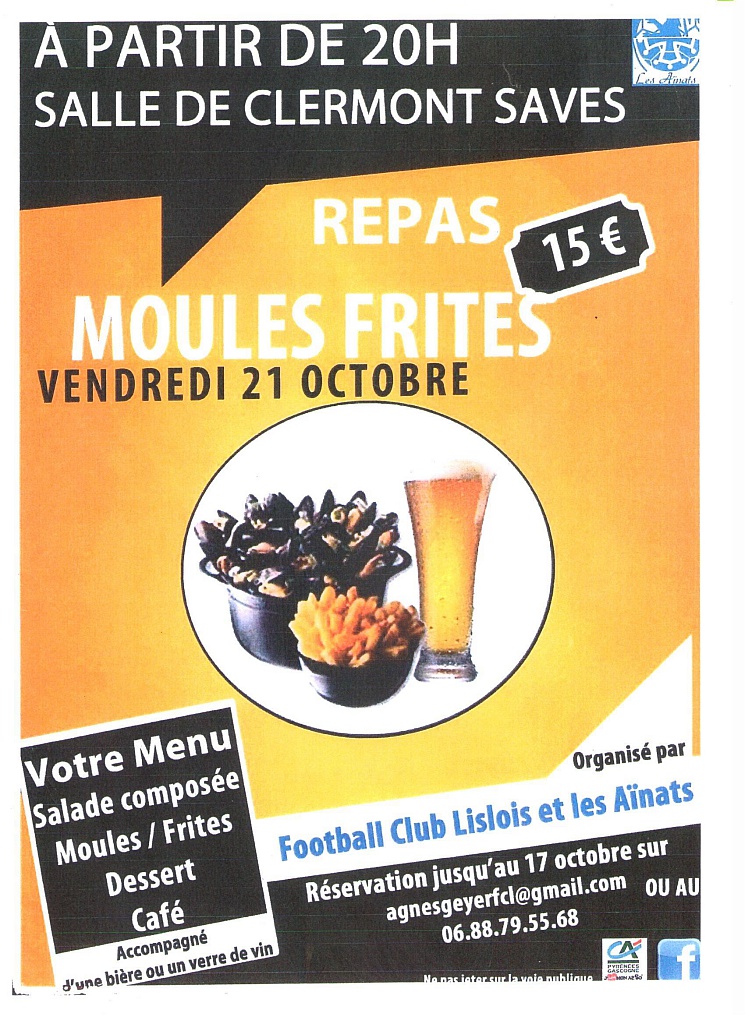 À PARTIR DE 20H
SALLE DE CLERMONT SAVES
Les Aïnats
REPAS
15 €
MOULES FRITES
VENDREDI 21 OCTOBRE
Votre Menu
Salade composée
Moules / Frites
Dessert
Café
Accompagné
d'une bière ou un verre de vin
Organisé par
Football Club Lislois et les Aïnats
Réservation jusqu'au 17 octobre sur
agnesgeyerfcl@gmail.com OU AU
06.88.79.55.68
CA
PYRÉNÉES
GASCOGNE
f
Ne pas jeter sur la voie publique